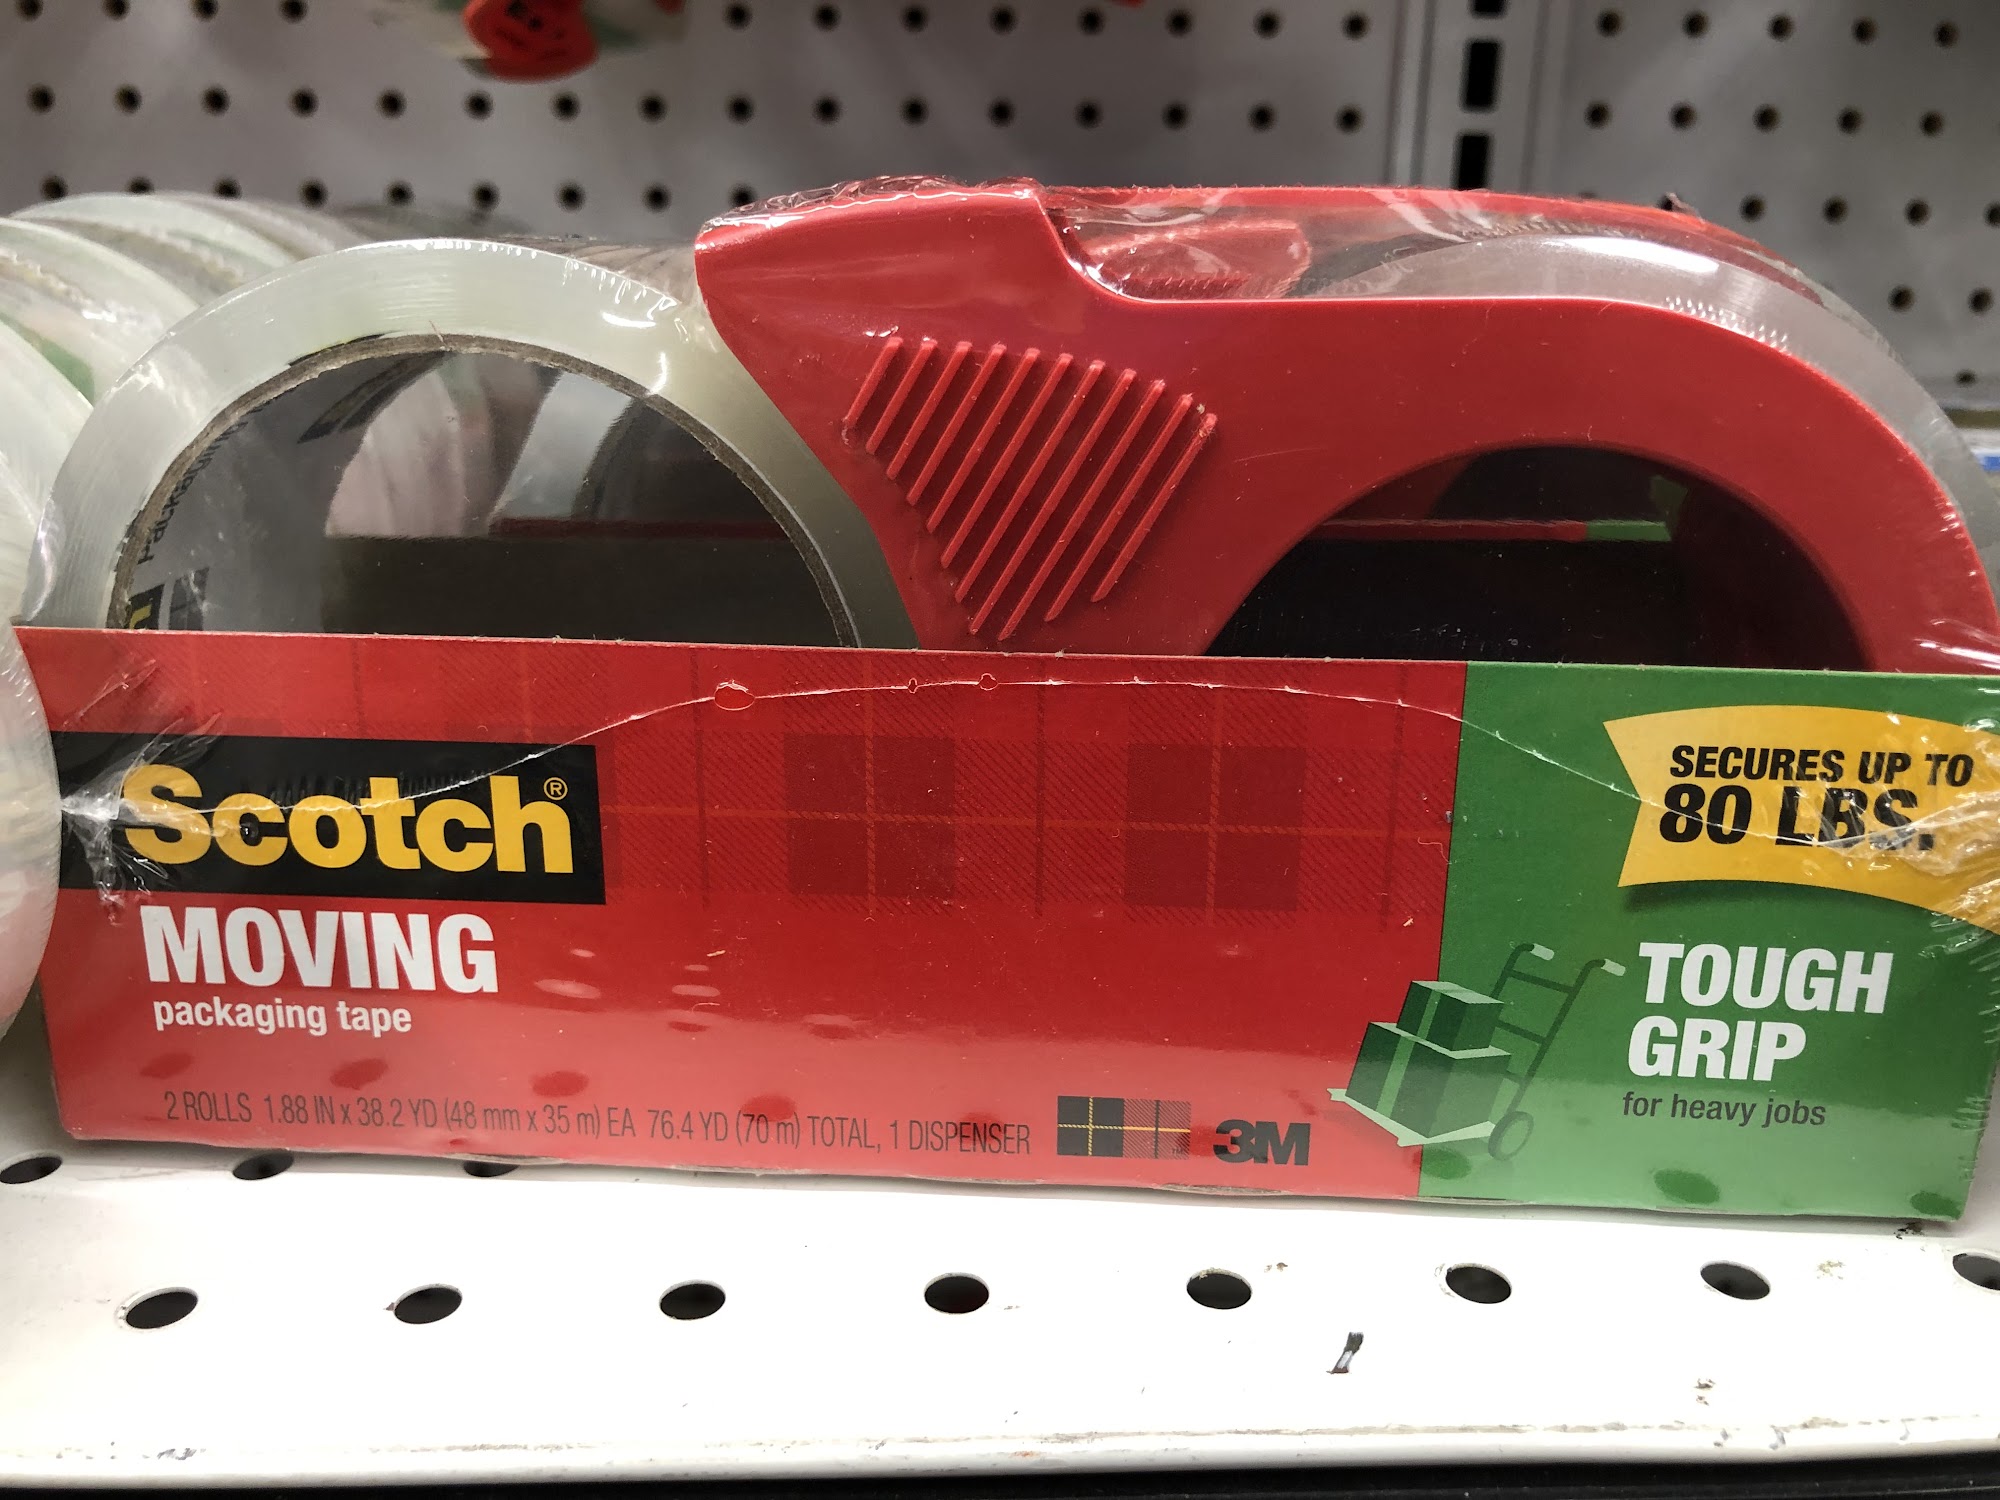 Packaging
Scotch®
MOVING
packaging tape
2 ROLLS 1.88 IN x 38.2 YD (48 mm x 35 m) EA 76.4 YD (70 m) TOTAL, 1 DISPENSER
3M
SECURES UP TO
80 LBS.
TOUGH
GRIP
for heavy jobs